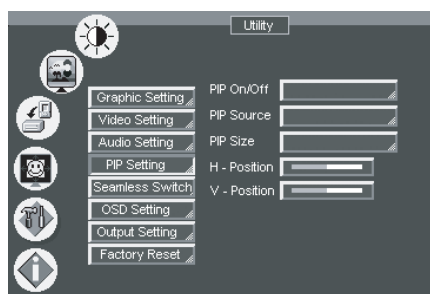 Utility
Graphic Setting
Video Setting
Audio Setting
PIP Setting
Seamless Switch
OSD Setting
Output Setting
Factory Reset
PIP On/Off
PIP Source
PIP Size
H - Position
V - Position